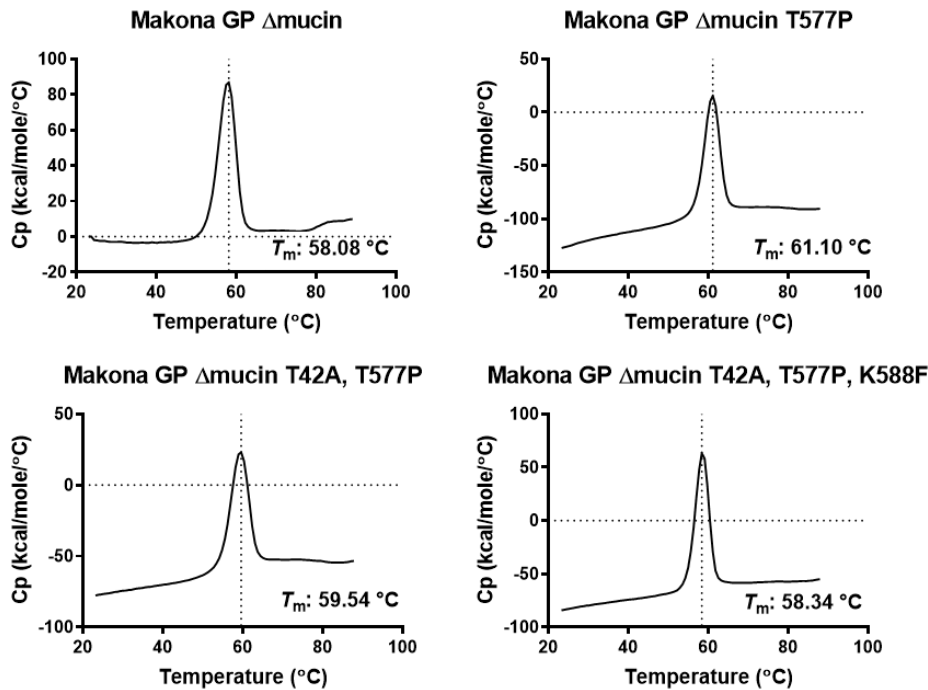 Makona GP Δmucin
Cp (kcal/mole/°C)
100
80
60
40
20
0
-20
20 40 60 80 100
Temperature (°C)
Tm: 58.08 °C
Makona GP Δmucin T577P
Cp (kcal/mole/°C)
50
0
-50
-100
-150
20 40 60 80 100
Temperature (°C)
Tm: 61.10 °C
Makona GP Δmucin T42A, T577P
Cp (kcal/mole/°C)
50
0
-50
-100
20 40 60 80 100
Temperature (°C)
Tm: 59.54 °C
Makona GP Δmucin T42A, T577P, K588F
Cp (kcal/mole/°C)
100
50
0
-50
-100
20 40 60 80 100
Temperature (°C)
Tm: 58.34 °C